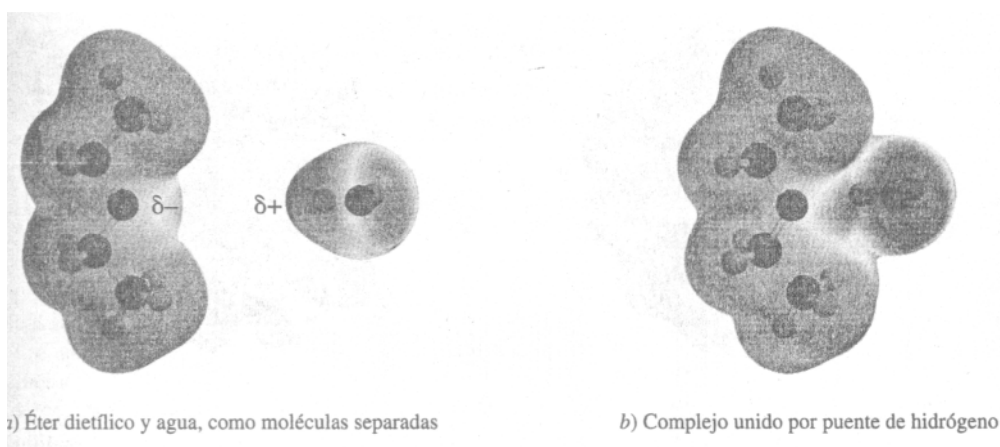 δ−
δ+
a) Éter dietílico y agua, como moléculas separadas
b) Complejo unido por puente de hidrógeno